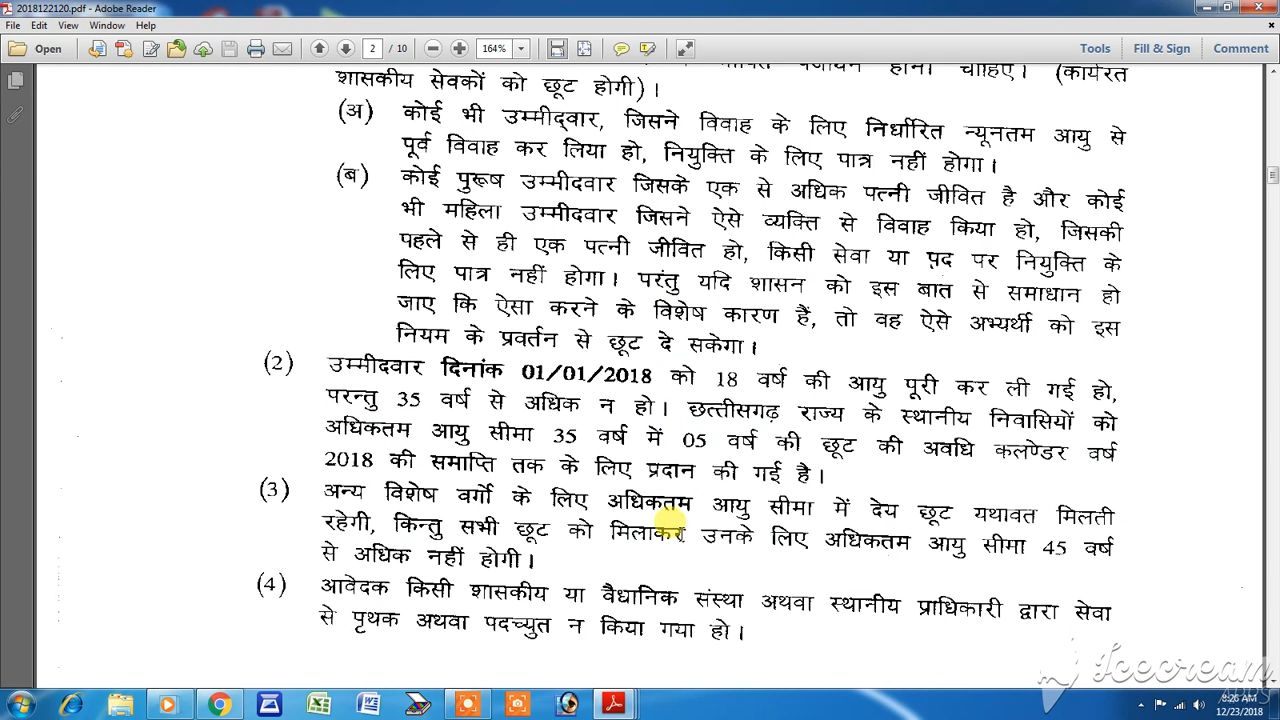 2018122120.pdf - Adobe Reader
File Edit View Window Help
Open 2 / 10 164% Tools Fill & Sign Comment
होना चाहिए। (कार्यरत
शासकीय सेवकों को छूट होगी)।
(अ) कोई भी उम्मीद्वार, जिसने विवाह के लिए निर्धारित न्यूनतम आयु से
पूर्व विवाह कर लिया हो, नियुक्ति के लिए पात्र नहीं होगा।
(ब) कोई पुरूष उम्मीदवार जिसके एक से अधिक पत्नी जीवित है और कोई
भी महिला उम्मीदवार जिसने ऐसे व्यक्ति से विवाह किया हो, जिसकी
पहले से ही एक पत्नी जीवित हो, किसी सेवा या पद पर नियुक्ति के
लिए पात्र नहीं होगा। परंतु यदि शासन को इस बात से समाधान हो
जाए कि ऐसा करने के विशेष कारण हैं, तो वह ऐसे अभ्यर्थी को इस
नियम के प्रवर्तन से छूट दे सकेगा।
(2) उम्मीदवार दिनांक 01/01/2018 को 18 वर्ष की आयु पूरी कर ली गई हो,
परन्तु 35 वर्ष से अधिक न हो। छत्तीसगढ़ राज्य के स्थानीय निवासियों को
अधिकतम आयु सीमा 35 वर्ष में 05 वर्ष की छूट की अवधि कलेण्डर वर्ष
2018 की समाप्ति तक के लिए प्रदान की गई है।
(3) अन्य विशेष वर्गो के लिए अधिकतम आयु सीमा में देय छूट यथावत मिलती
रहेगी, किन्तु सभी छूट को मिलाकर उनके लिए अधिकतम आयु सीमा 45 वर्ष
से अधिक नहीं होगी।
(4) आवेदक किसी शासकीय या वैधानिक संस्था अथवा स्थानीय प्राधिकारी द्वारा सेवा
से पृथक अथवा पदच्युत न किया गया हो।
Icecream
APPS
8:26 AM
12/23/2018